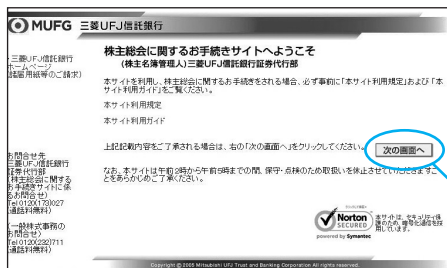 MUFG 三菱UFJ信託銀行
・三菱UFJ信託銀行
ホームページ
(諸届用紙等のご請求)
株主総会に関するお手続きサイトへようこそ
(株主名簿管理人)三菱UFJ信託銀行証券代行部
本サイトを利用し、株主総会に関するお手続きをされる場合、必ず事前に「本サイト利用規定」および「本
サイト利用ガイド」をご覧ください。
本サイト利用規定
本サイト利用ガイド
上記記載内容をご了承される場合は、右の「次の画面へ」をクリックしてください。
次の画面へ
なお、本サイトは午前2時から午前5時までの間、保守・点検のため取扱いを休止させていただきますこ
とをあらかじめご了承ください。
お問合せ先
三菱UFJ信託銀行
証券代行部
(株主総会に関する
お手続きサイトに係
るお問合せ)
Tel 0120(173)027
(通話料無料)
(一般株式事務の
お問合せ)
Tel 0120(232)711
(通話料無料)
Norton
SECURED
powered by Symantec
本サイトは、セキュリティ保
護のため、暗号化通信を採
用しています。
Copyright © 2005 Mitsubishi UFJ Trust and Banking Corporation All rights reserved.